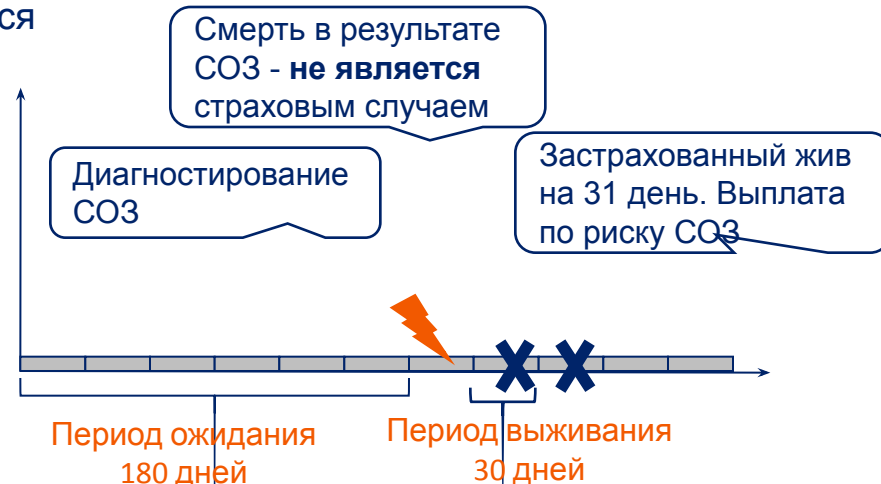 ся
Смерть в результате
СОЗ - не является
страховым случаем
Диагностирование
СОЗ
Застрахованный жив
на 31 день. Выплата
по риску СОЗ
Период ожидания
180 дней
Период выживания
30 дней